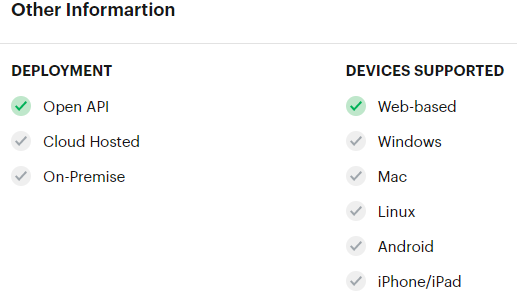 Other Informartion
DEPLOYMENT
Open API
Cloud Hosted
On-Premise
DEVICES SUPPORTED
Web-based
Windows
Mac
Linux
Android
iPhone/iPad